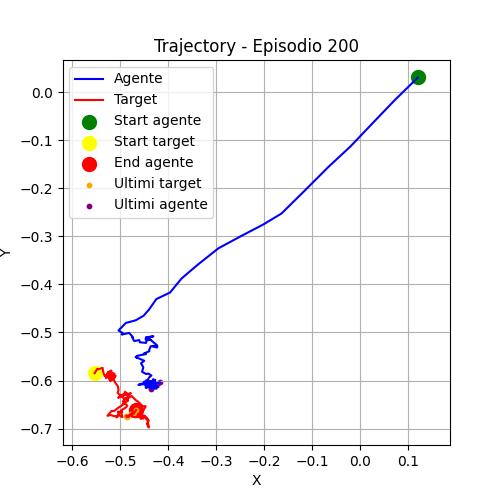 Trajectory - Episodio 200
Agente
Target
Start agente
Start target
End agente
Ultimi target
Ultimi agente
Y
0.0
−0.1
−0.2
−0.3
−0.4
−0.5
−0.6
−0.7
−0.6 −0.5 −0.4 −0.3 −0.2 −0.1 0.0 0.1
X